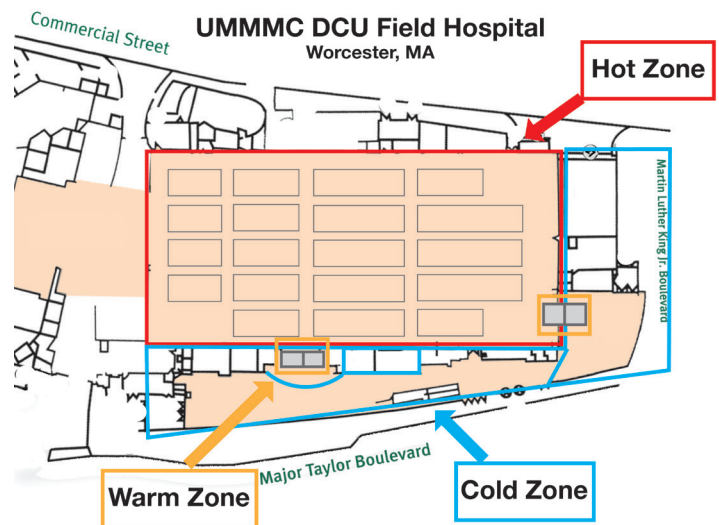 Commercial Street
UMMMC DCU Field Hospital
Worcester, MA
Hot Zone
Martin Luther King Jr. Boulevard
Major Taylor Boulevard
Warm Zone
Cold Zone